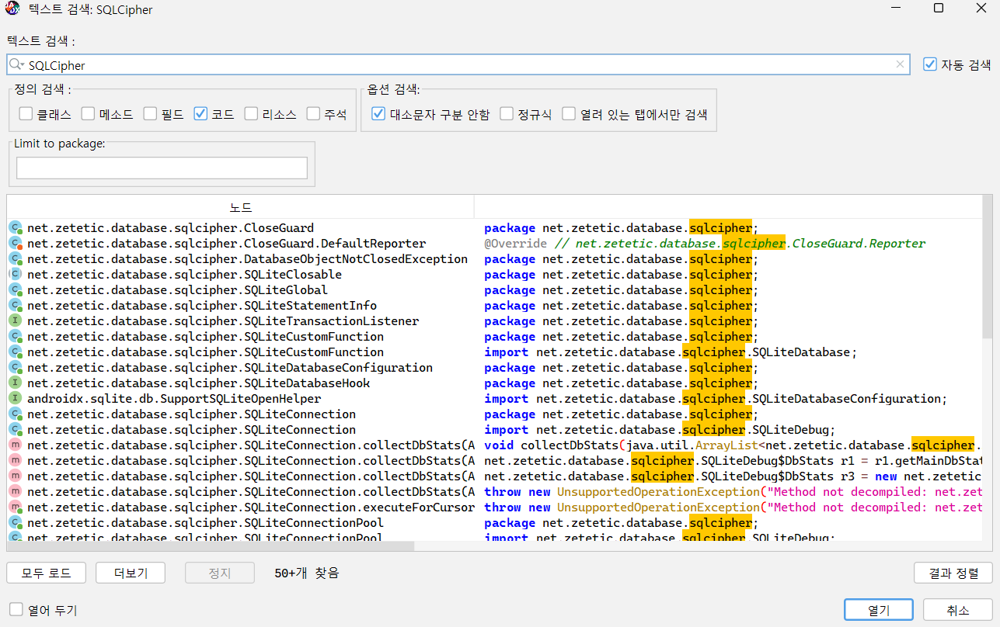 텍스트 검색: SQLCipher
텍스트 검색 :
SQLCipher
자동 검색
정의 검색 :
클래스 메소드 필드 코드 리소스 주석
옵션 검색:
대소문자 구분 안함 정규식 열려 있는 탭에서만 검색
Limit to package:
노드
net.zetetic.database.sqlcipher.CloseGuard package net.zetetic.database.sqlcipher;
net.zetetic.database.sqlcipher.CloseGuard.DefaultReporter @Override // net.zetetic.database.sqlcipher.CloseGuard.Reporter
net.zetetic.database.sqlcipher.DatabaseObjectNotClosedException package net.zetetic.database.sqlcipher;
net.zetetic.database.sqlcipher.SQLiteClosable package net.zetetic.database.sqlcipher;
net.zetetic.database.sqlcipher.SQLiteGlobal package net.zetetic.database.sqlcipher;
net.zetetic.database.sqlcipher.SQLiteStatementInfo package net.zetetic.database.sqlcipher;
net.zetetic.database.sqlcipher.SQLiteTransactionListener package net.zetetic.database.sqlcipher;
net.zetetic.database.sqlcipher.SQLiteCustomFunction package net.zetetic.database.sqlcipher;
net.zetetic.database.sqlcipher.SQLiteCustomFunction import net.zetetic.database.sqlcipher.SQLiteDatabase;
net.zetetic.database.sqlcipher.SQLiteDatabaseConfiguration package net.zetetic.database.sqlcipher;
net.zetetic.database.sqlcipher.SQLiteDatabaseHook package net.zetetic.database.sqlcipher;
androidx.sqlite.db.SupportSQLiteOpenHelper import net.zetetic.database.sqlcipher.SQLiteDatabaseConfiguration;
net.zetetic.database.sqlcipher.SQLiteConnection package net.zetetic.database.sqlcipher;
net.zetetic.database.sqlcipher.SQLiteConnection import net.zetetic.database.sqlcipher.SQLiteDebug;
net.zetetic.database.sqlcipher.SQLiteConnection.collectDbStats(A void collectDbStats(java.util.ArrayList<net.zetetic.database.sqlcipher.
net.zetetic.database.sqlcipher.SQLiteConnection.collectDbStats(A net.zetetic.database.sqlcipher.SQLiteDebug$DbStats r1 = r1.getMainDbStat
net.zetetic.database.sqlcipher.SQLiteConnection.collectDbStats(A net.zetetic.database.sqlcipher.SQLiteDebug$DbStats r3 = new net.zetetic
net.zetetic.database.sqlcipher.SQLiteConnection.collectDbStats(A throw new UnsupportedOperationException("Method not decompiled: net.zet
net.zetetic.database.sqlcipher.SQLiteConnection.executeForCursor throw new UnsupportedOperationException("Method not decompiled: net.zet
net.zetetic.database.sqlcipher.SQLiteConnectionPool package net.zetetic.database.sqlcipher;
net.zetetic.database.sqlcipher.SQLiteConnectionPool import net.zetetic.database.sqlcipher.SQLiteDebug;
모두 로드 더보기 정지 50+개 찾음 결과 정렬
열어 두기 열기 취소